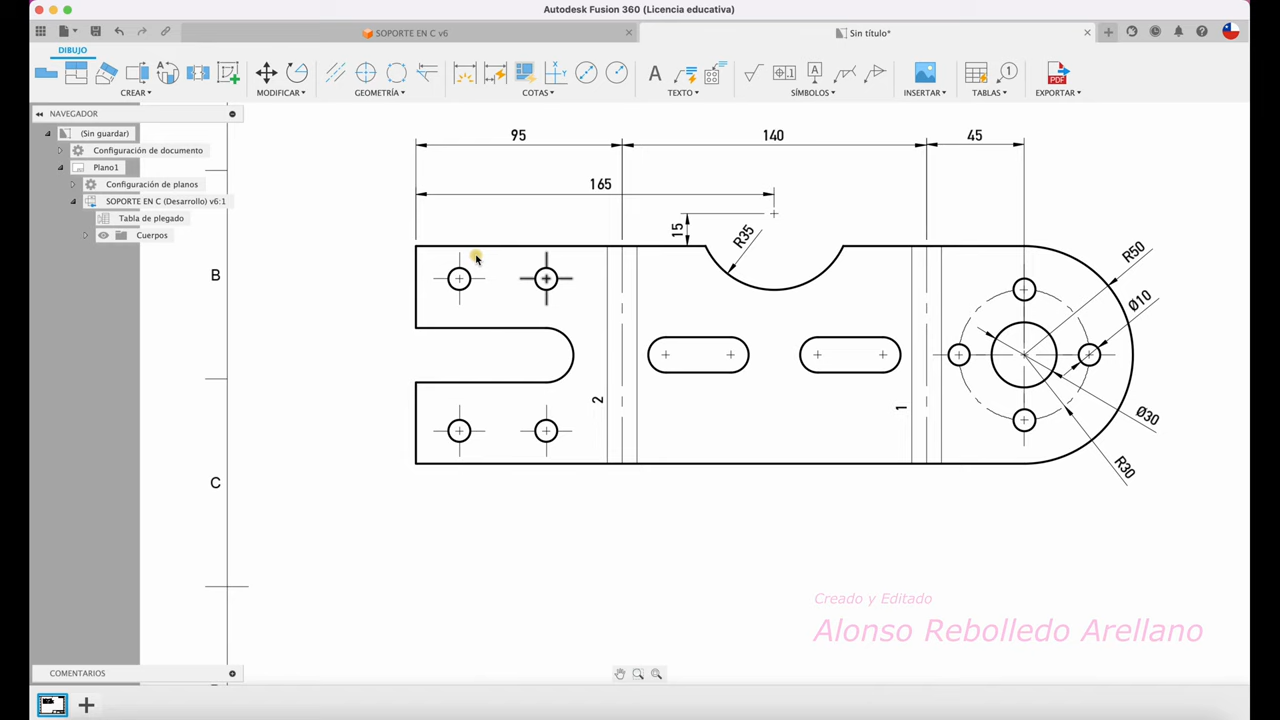 Autodesk Fusion 360 (Licencia educativa)
SOPORTE EN C v6
Sin título*
DIBUJO
CREAR
MODIFICAR
GEOMETRÍA
COTAS
TEXTO
SÍMBOLOS
INSERTAR
TABLAS
EXPORTAR
PDF
NAVEGADOR
(Sin guardar)
Configuración de documento
Plano1
Configuración de planos
SOPORTE EN C (Desarrollo) v6:1
Tabla de plegado
Cuerpos
B
C
95
140
45
165
15
R35
R50
Ø10
2
1
Ø30
R30
Creado y Editado
Alonso Rebolledo Arellano
COMENTARIOS